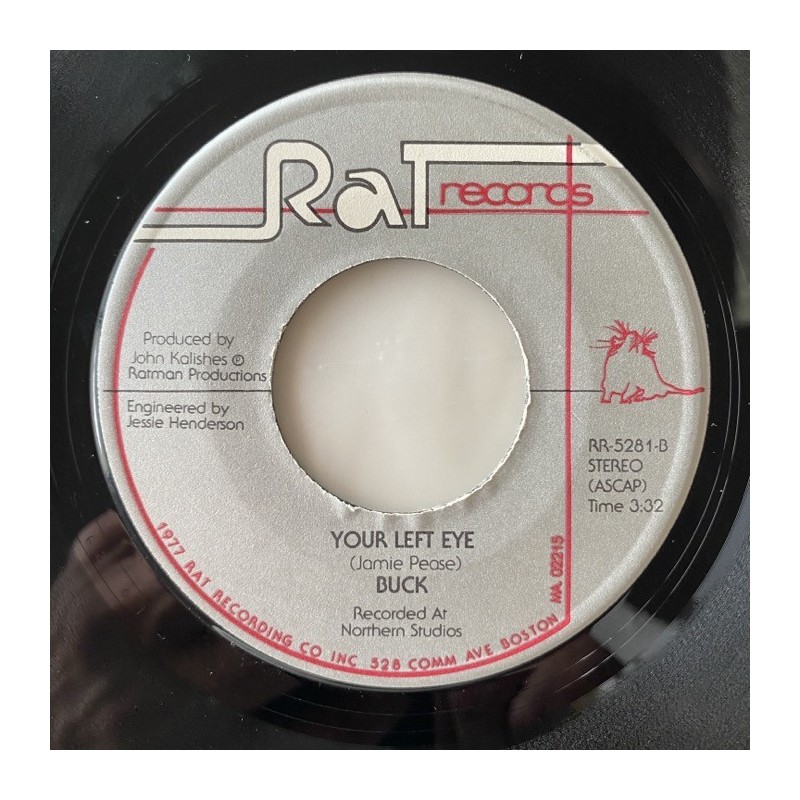 RaT records
Produced by
John Kalishes ℗
Ratman Productions
Engineered by
Jessie Henderson
RR-5281-B
STEREO
(ASCAP)
Time 3:32
YOUR LEFT EYE
(Jamie Pease)
BUCK
Recorded At
Northern Studios
1977 RAT RECORDING CO INC 528 COMM AVE BOSTON MA. 02215